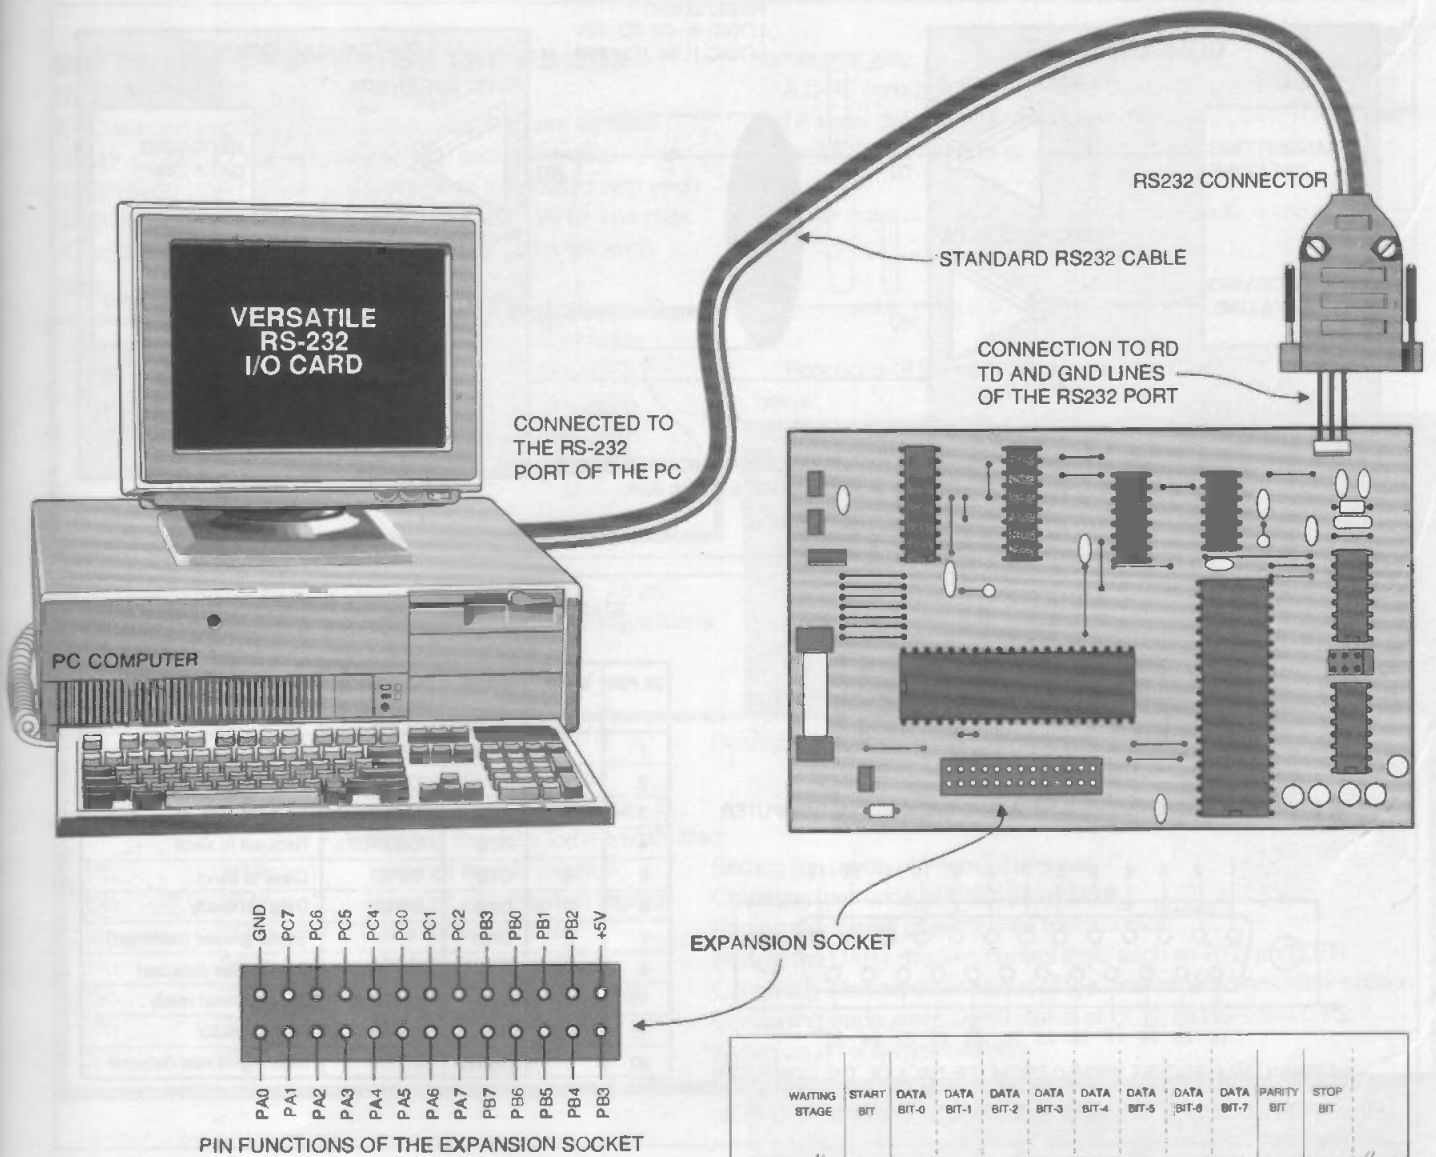 RS232 CONNECTOR
STANDARD RS232 CABLE
VERSATILE
RS-232
I/O CARD
CONNECTION TO RD
TD AND GND LINES
OF THE RS232 PORT
CONNECTED TO
THE RS-232
PORT OF THE PC
PC COMPUTER
EXPANSION SOCKET
GND PC7 PC6 PC5 PC4 PC0 PC1 PC2 PB3 PB0 PB1 PB2 +5V
PA0 PA1 PA2 PA3 PA4 PA5 PA6 PA7 PB7 PB6 PB5 PB4 PB3
PIN FUNCTIONS OF THE EXPANSION SOCKET
WAITING STAGE
START BIT
DATA BIT-0
DATA BIT-1
DATA BIT-2
DATA BIT-3
DATA BIT-4
DATA BIT-5
DATA BIT-6
DATA BIT-7
PARITY BIT
STOP BIT